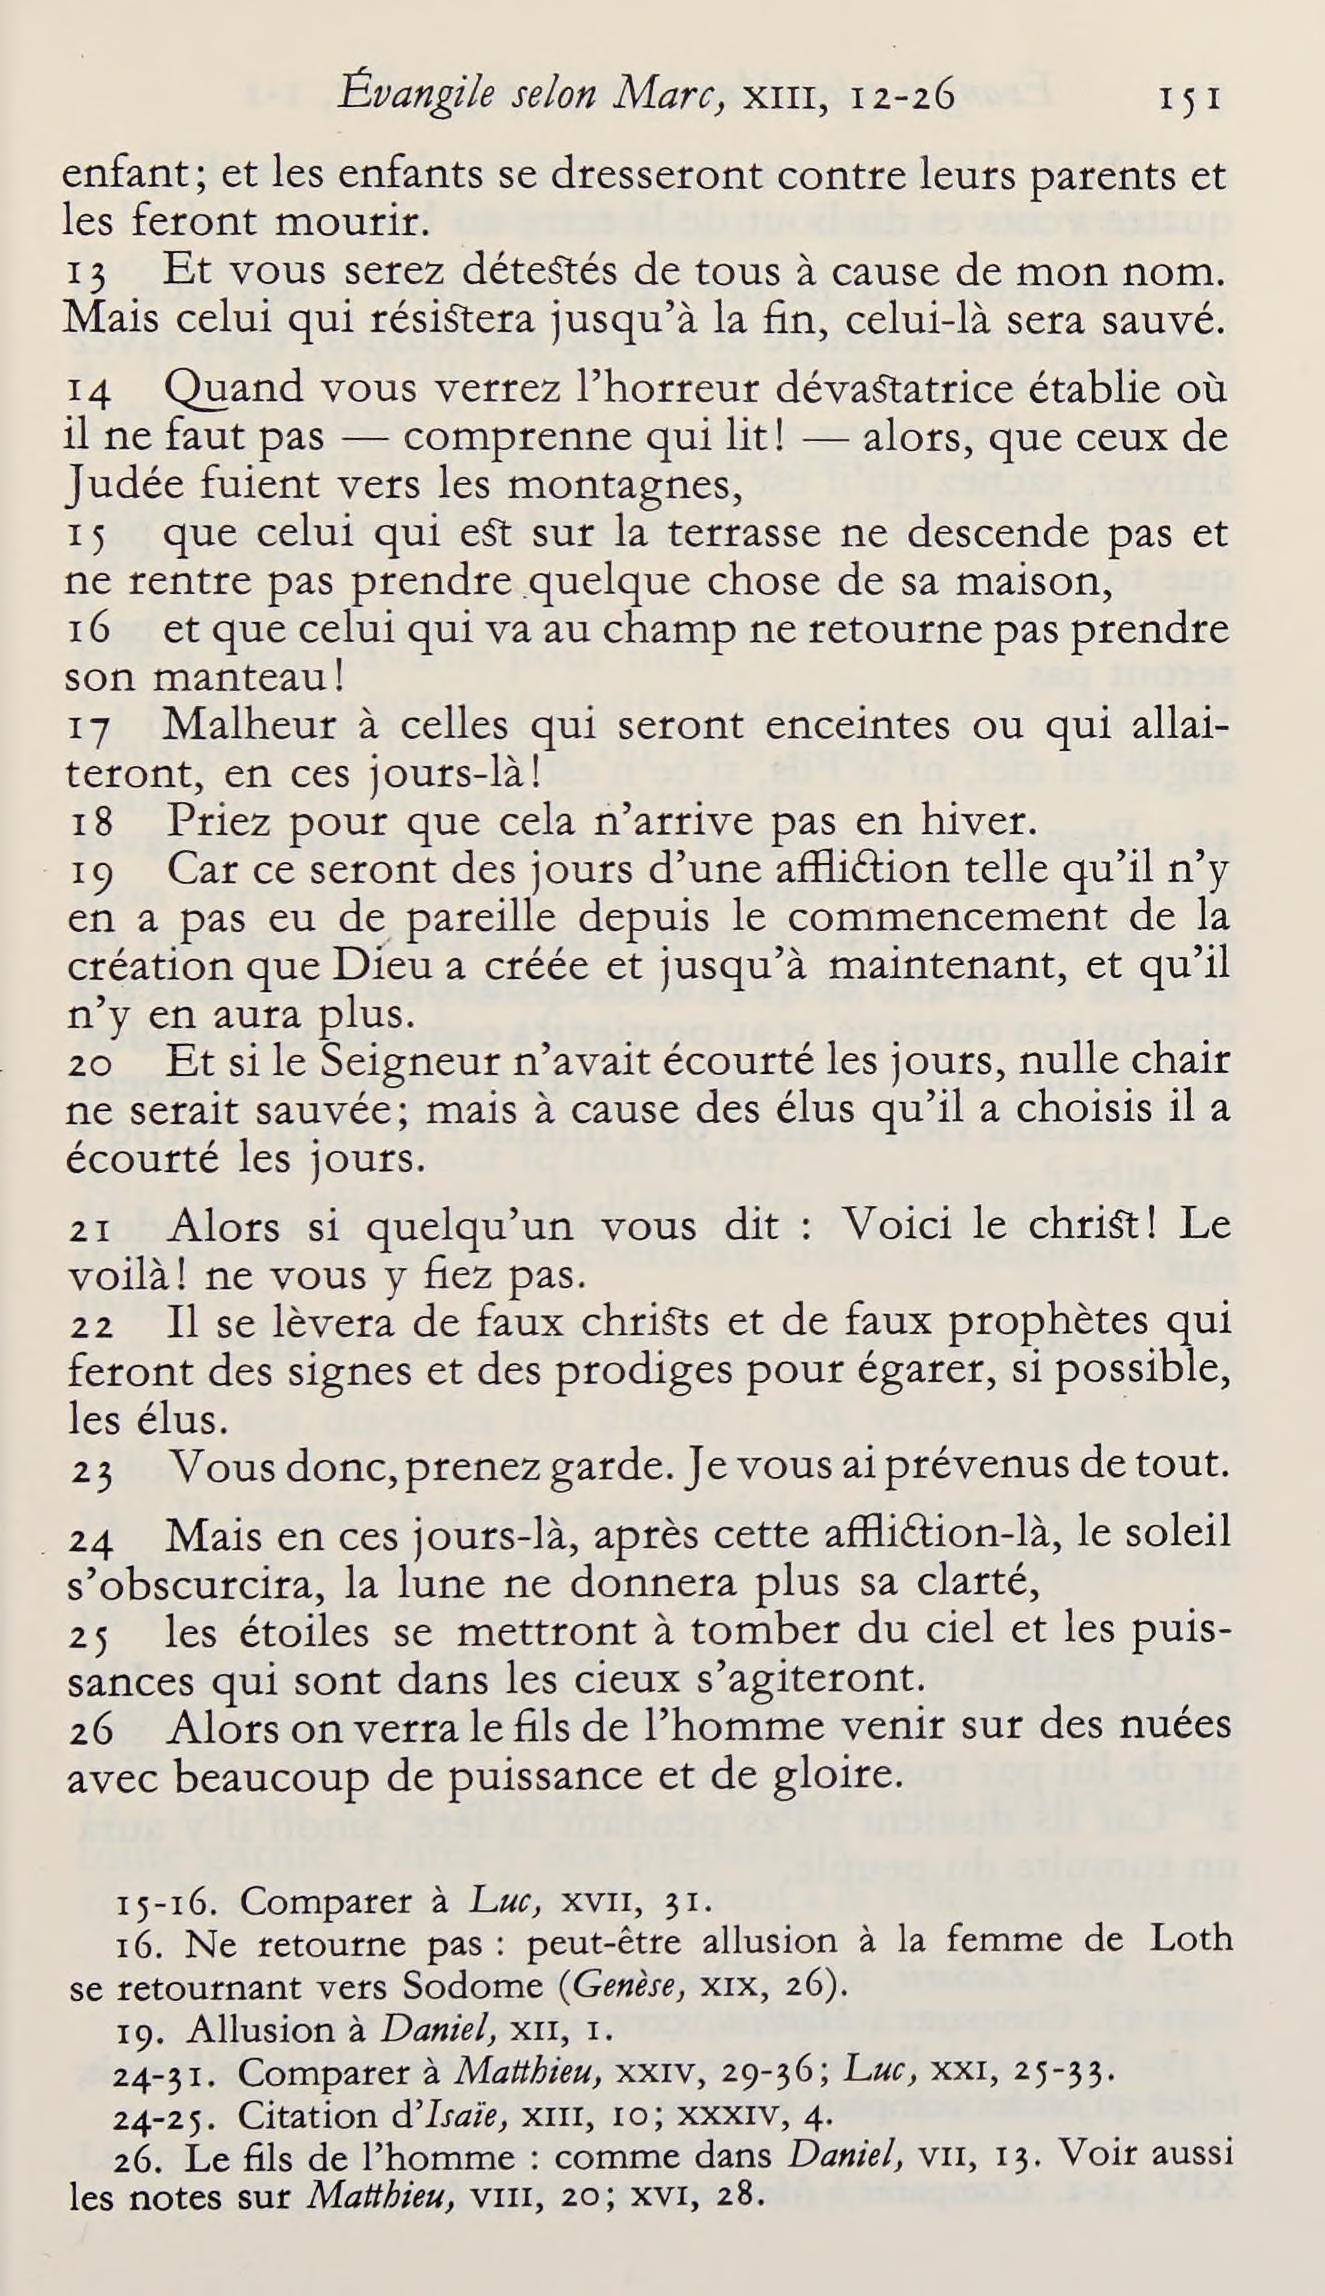 Évangile selon Marc, XIII, 12-26 151
enfant; et les enfants se dresseront contre leurs parents et
les feront mourir.
13 Et vous serez détestés de tous à cause de mon nom.
Mais celui qui résistera jusqu’à la fin, celui-là sera sauvé.
14 Quand vous verrez l’horreur dévastatrice établie où
il ne faut pas — comprenne qui lit! — alors, que ceux de
Judée fuient vers les montagnes,
15 que celui qui est sur la terrasse ne descende pas et
ne rentre pas prendre quelque chose de sa maison,
16 et que celui qui va au champ ne retourne pas prendre
son manteau!
17 Malheur à celles qui seront enceintes ou qui allai-
teront, en ces jours-là!
18 Priez pour que cela n’arrive pas en hiver.
19 Car ce seront des jours d’une affliction telle qu’il n’y
en a pas eu de pareille depuis le commencement de la
création que Dieu a créée et jusqu’à maintenant, et qu’il
n’y en aura plus.
20 Et si le Seigneur n’avait écourté les jours, nulle chair
ne serait sauvée; mais à cause des élus qu’il a choisis il a
écourté les jours.
21 Alors si quelqu’un vous dit : Voici le christ! Le
voilà! ne vous y fiez pas.
22 Il se lèvera de faux christs et de faux prophètes qui
feront des signes et des prodiges pour égarer, si possible,
les élus.
23 Vous donc, prenez garde. Je vous ai prévenus de tout.
24 Mais en ces jours-là, après cette affliction-là, le soleil
s’obscurcira, la lune ne donnera plus sa clarté,
25 les étoiles se mettront à tomber du ciel et les puis-
sances qui sont dans les cieux s’agiteront.
26 Alors on verra le fils de l’homme venir sur des nuées
avec beaucoup de puissance et de gloire.
15-16. Comparer à Luc, XVII, 31.
16. Ne retourne pas : peut-être allusion à la femme de Loth
se retournant vers Sodome (Genèse, XIX, 26).
19. Allusion à Daniel, XII, 1.
24-31. Comparer à Matthieu, XXIV, 29-36; Luc, XXI, 25-33.
24-25. Citation d’Isaïe, XIII, 10; XXXIV, 4.
26. Le fils de l’homme : comme dans Daniel, VII, 13. Voir aussi
les notes sur Matthieu, VIII, 20; XVI, 28.